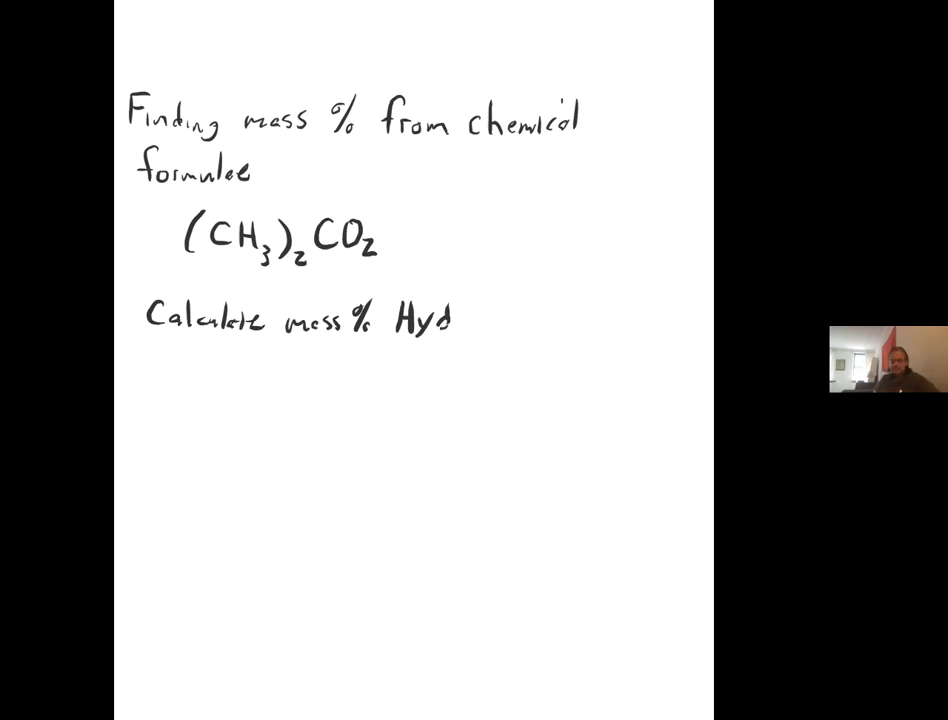 Finding mass % from chemical
formulae
(CH₃)₂CO₂
Calculate mass % Hyd